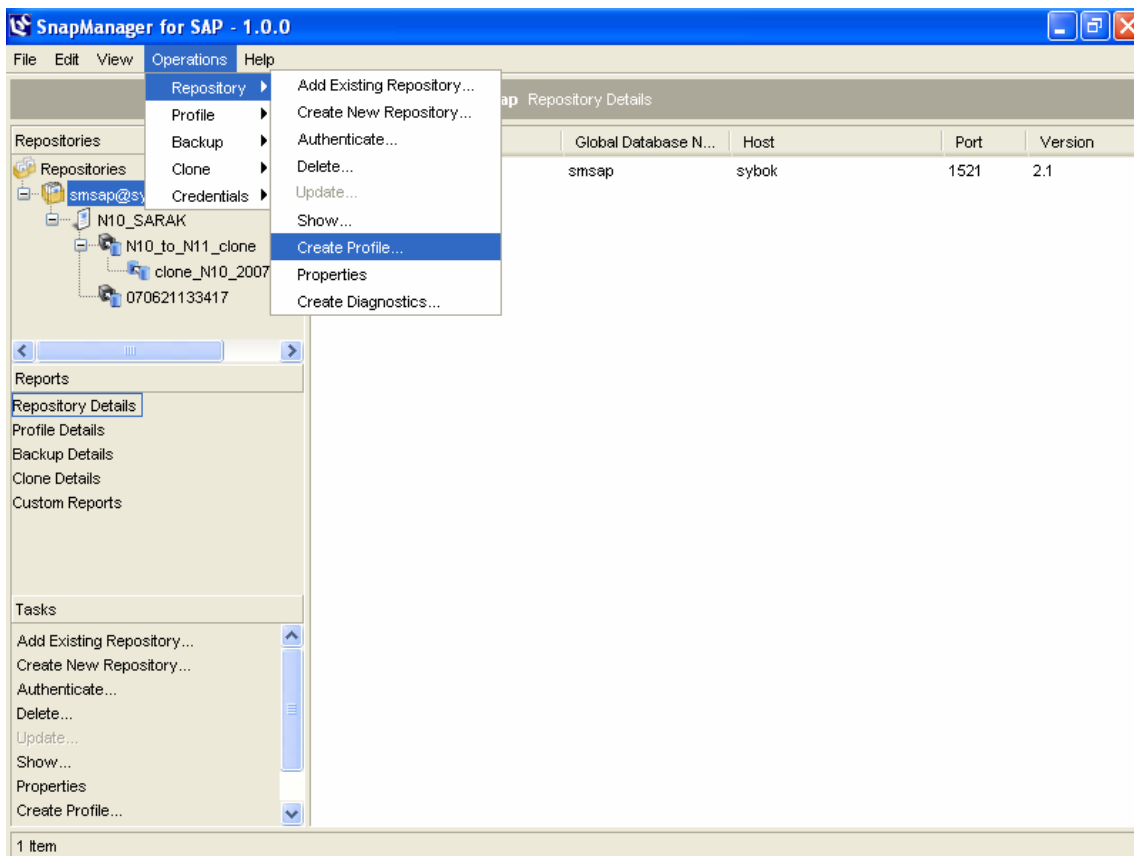 SnapManager for SAP - 1.0.0
File Edit View Operations Help
Repository
Profile
Backup
Clone
Credentials
Add Existing Repository...
Create New Repository...
Authenticate...
Delete...
Update...
Show...
Create Profile...
Properties
Create Diagnostics...
ap Repository Details
Repositories
Repositories
smsap@sy
N10_SARAK
N10_to_N11_clone
clone_N10_2007
070621133417
Global Database N... Host Port Version
smsap sybok 1521 2.1
Reports
Repository Details
Profile Details
Backup Details
Clone Details
Custom Reports
Tasks
Add Existing Repository...
Create New Repository...
Authenticate...
Delete...
Update...
Show...
Properties
Create Profile...
1 Item